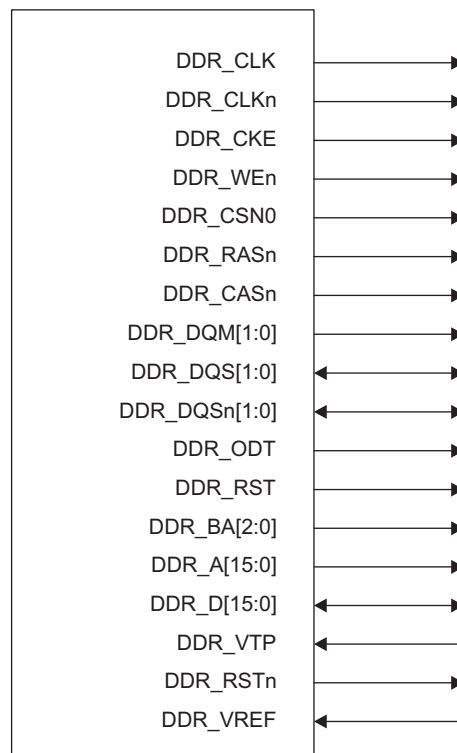 DDR_CLK
DDR_CLKn
DDR_CKE
DDR_WEn
DDR_CSN0
DDR_RASn
DDR_CASn
DDR_DQM[1:0]
DDR_DQS[1:0]
DDR_DQSn[1:0]
DDR_ODT
DDR_RST
DDR_BA[2:0]
DDR_A[15:0]
DDR_D[15:0]
DDR_VTP
DDR_RSTn
DDR_VREF